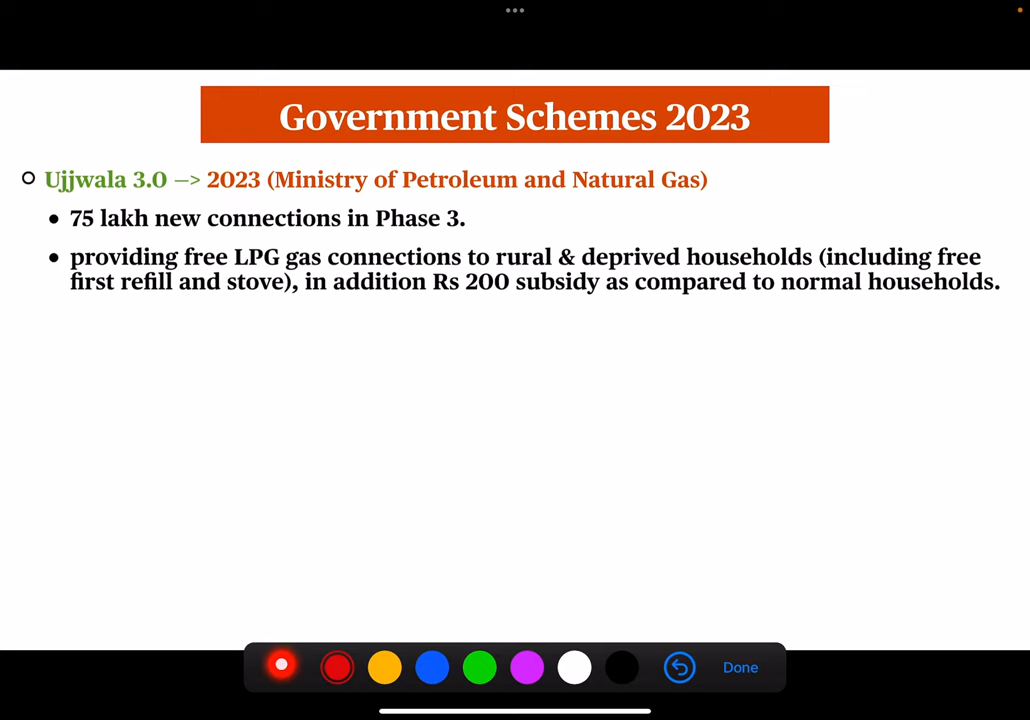 Government Schemes 2023
Ujjwala 3.0 —> 2023 (Ministry of Petroleum and Natural Gas)
• 75 lakh new connections in Phase 3.
• providing free LPG gas connections to rural & deprived households (including free
first refill and stove), in addition Rs 200 subsidy as compared to normal households.
Done